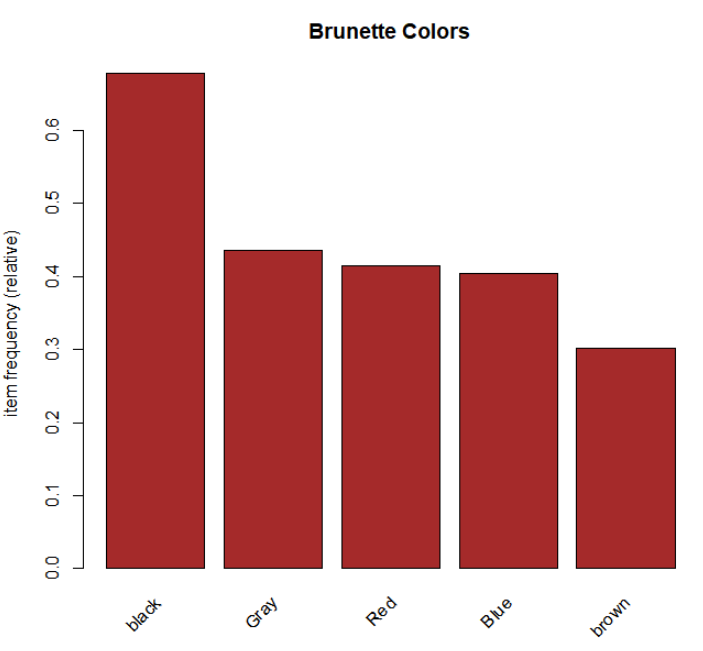 Brunette Colors
item frequency (relative)
0.6
0.5
0.4
0.3
0.2
0.1
0.0
black
Gray
Red
Blue
brown